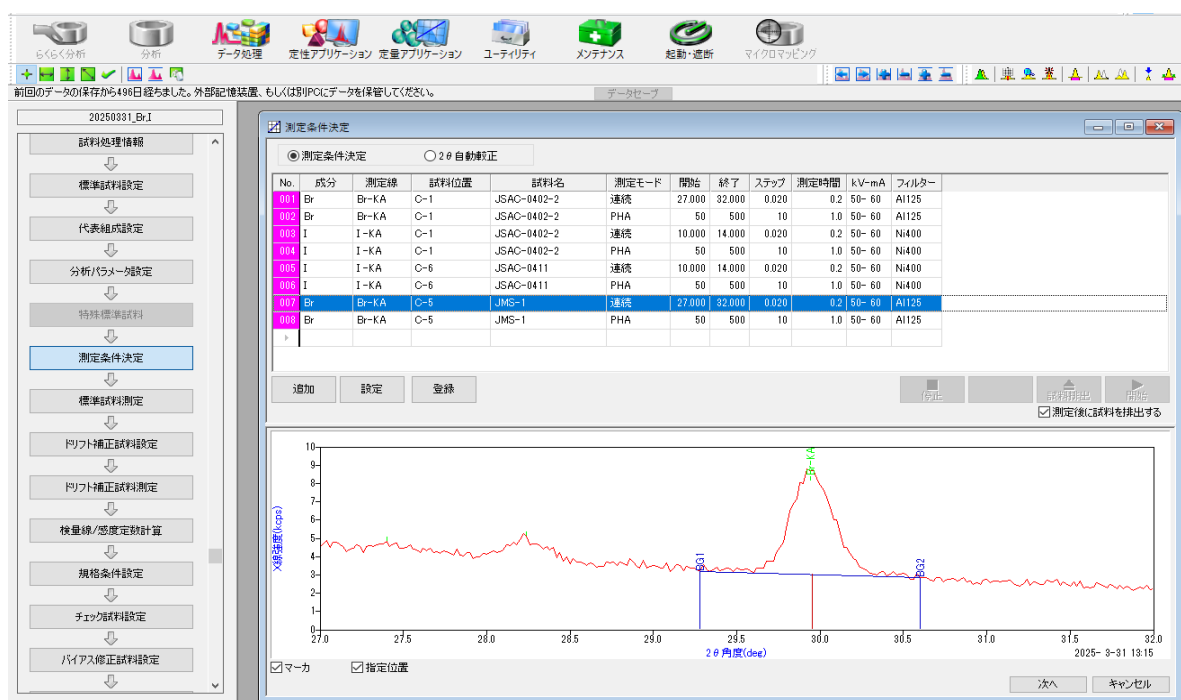 らくらく分析 分析 データ処理 定性アプリケーション 定量アプリケーション ユーティリティ メンテナンス 起動・遮断 マイクロマッピング
前回のデータの保存から496日経ちました。外部記憶装置、もしくは別PCにデータを保管してください。 データセーブ
20250331_Br,I
試料処理情報
標準試料設定
代表組成設定
分析パラメータ設定
特殊標準試料
測定条件決定
標準試料測定
ドリフト補正試料設定
ドリフト補正試料測定
検量線/感度定数計算
規格条件設定
チェック試料設定
バイアス修正試料設定
測定条件決定
測定条件決定 2θ自動較正
No. 成分 測定線 試料位置 試料名 測定モード 開始 終了 ステップ 測定時間 kV-mA フィルター
001 Br Br-KA C-1 JSAC-0402-2 連続 27.000 32.000 0.020 0.2 50- 60 Al125
002 Br Br-KA C-1 JSAC-0402-2 PHA 50 500 10 1.0 50- 60 Al125
003 I I-KA C-1 JSAC-0402-2 連続 10.000 14.000 0.020 0.2 50- 60 Ni400
004 I I-KA C-1 JSAC-0402-2 PHA 50 500 10 1.0 50- 60 Ni400
005 I I-KA C-6 JSAC-0411 連続 10.000 14.000 0.020 0.2 50- 60 Ni400
006 I I-KA C-6 JSAC-0411 PHA 50 500 10 1.0 50- 60 Ni400
007 Br Br-KA C-5 JMS-1 連続 27.000 32.000 0.020 0.2 50- 60 Al125
008 Br Br-KA C-5 JMS-1 PHA 50 500 10 1.0 50- 60 Al125
追加 設定 登録 停止 試料排出 開始
測定後に試料を排出する
X線強度(kcps)
10
9
8
7
6
5
4
3
2
1
0
Br-KA
BG1
BG2
27.0 27.5 28.0 28.5 29.0 29.5 30.0 30.5 31.0 31.5 32.0
2θ角度(deg)
2025- 3-31 13:15
マーカ 指定位置
次へ キャンセル